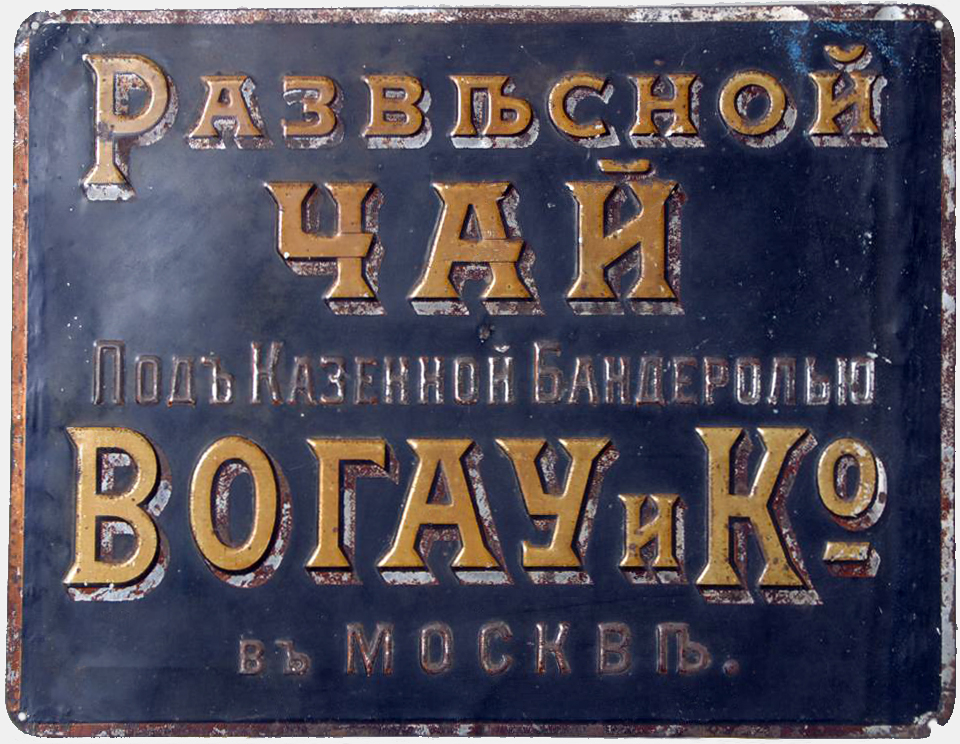 Развѣсной
ЧАЙ
Подъ Казенной Бандеролью
ВОГАУ и Ко
въ МОСКВѢ.